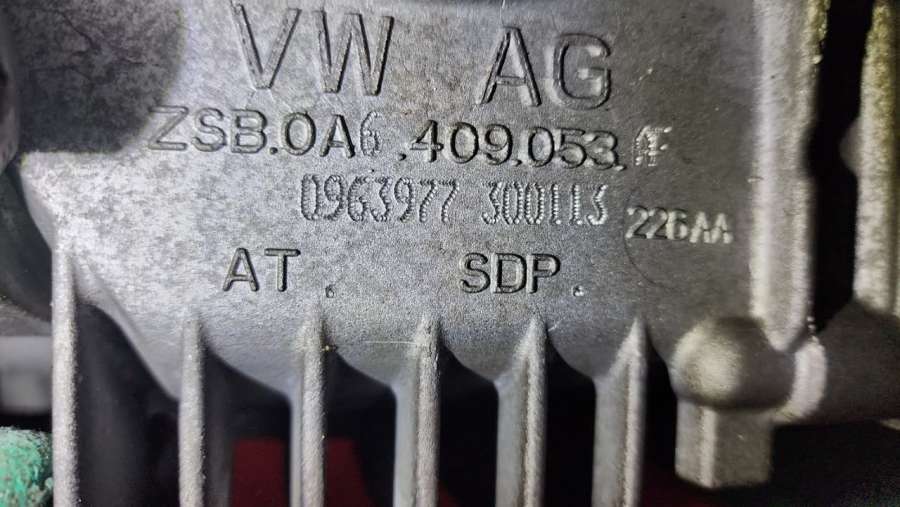 VW AG
ZSB.0A6.409.053.AF
0963977 300113
226AA
AT. SDP.